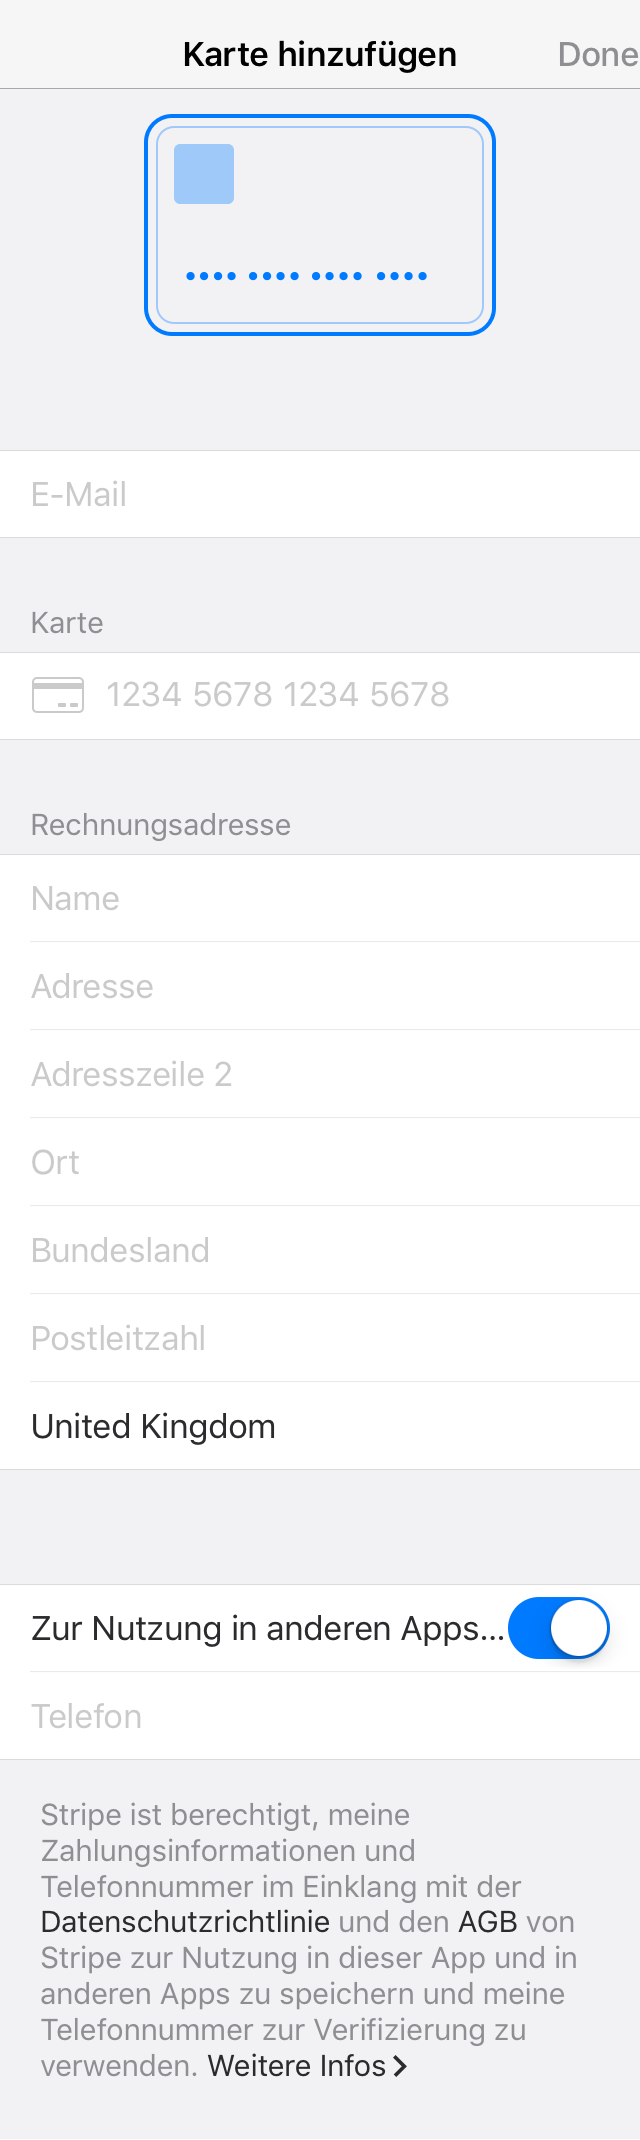 Karte hinzufügen
Done
•••• •••• •••• ••••
E-Mail
Karte
1234 5678 1234 5678
Rechnungsadresse
Name
Adresse
Adresszeile 2
Ort
Bundesland
Postleitzahl
United Kingdom
Zur Nutzung in anderen Apps...
Telefon
Stripe ist berechtigt, meine
Zahlungsinformationen und
Telefonnummer im Einklang mit der
Datenschutzrichtlinie und den AGB von
Stripe zur Nutzung in dieser App und in
anderen Apps zu speichern und meine
Telefonnummer zur Verifizierung zu
verwenden. Weitere Infos